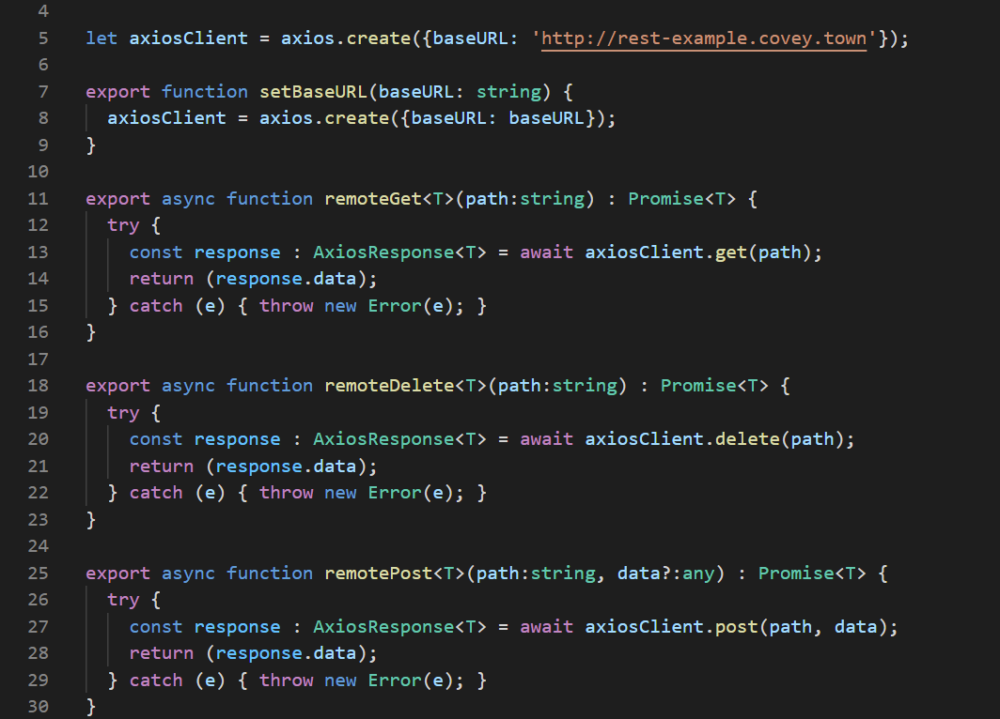 4
5 let axiosClient = axios.create({baseURL: 'http://rest-example.covey.town'});
6
7 export function setBaseURL(baseURL: string) {
8   axiosClient = axios.create({baseURL: baseURL});
9 }
10
11 export async function remoteGet<T>(path:string) : Promise<T> {
12   try {
13     const response : AxiosResponse<T> = await axiosClient.get(path);
14     return (response.data);
15   } catch (e) { throw new Error(e); }
16 }
17
18 export async function remoteDelete<T>(path:string) : Promise<T> {
19   try {
20     const response : AxiosResponse<T> = await axiosClient.delete(path);
21     return (response.data);
22   } catch (e) { throw new Error(e); }
23 }
24
25 export async function remotePost<T>(path:string, data?:any) : Promise<T> {
26   try {
27     const response : AxiosResponse<T> = await axiosClient.post(path, data);
28     return (response.data);
29   } catch (e) { throw new Error(e); }
30 }